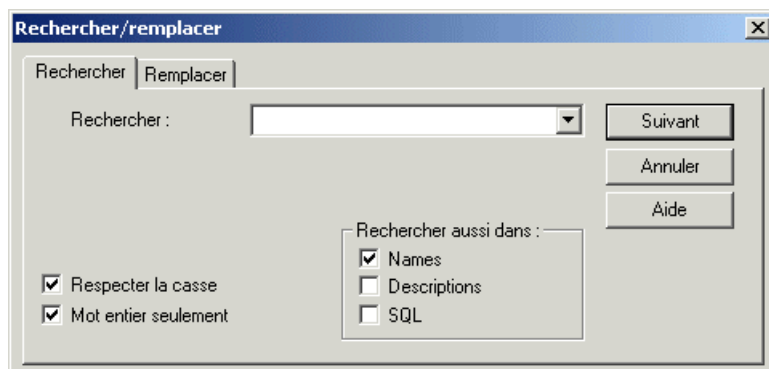 Rechercher/remplacer
Rechercher
Remplacer
Rechercher :
Suivant
Annuler
Aide
Rechercher aussi dans :
Names
Descriptions
SQL
Respecter la casse
Mot entier seulement